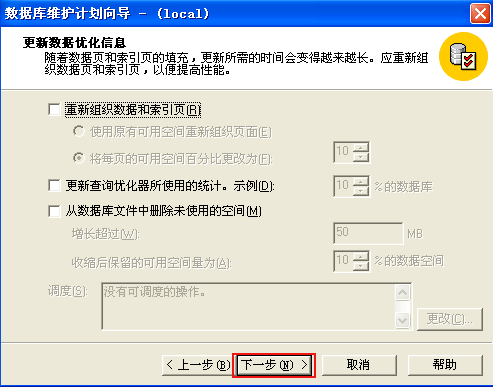 数据库维护计划向导 - (local)
更新数据优化信息
随着数据页和索引页的填充，更新所需的时间会变得越来越长。应重新组
织数据页和索引页，以便提高性能。
重新组织数据和索引页(R)
使用原有可用空间重新组织页面(E)
将每页的可用空间百分比更改为(F): 10
更新查询优化器所使用的统计。示例(D): 10 %的数据库
从数据库文件中删除未使用的空间(M)
增长超过(W): 50 MB
收缩后保留的可用空间量为(A): 10 %的数据空间
调度(S): 没有可调度的操作。
更改(C)...
< 上一步(B) 下一步(N) > 取消 帮助